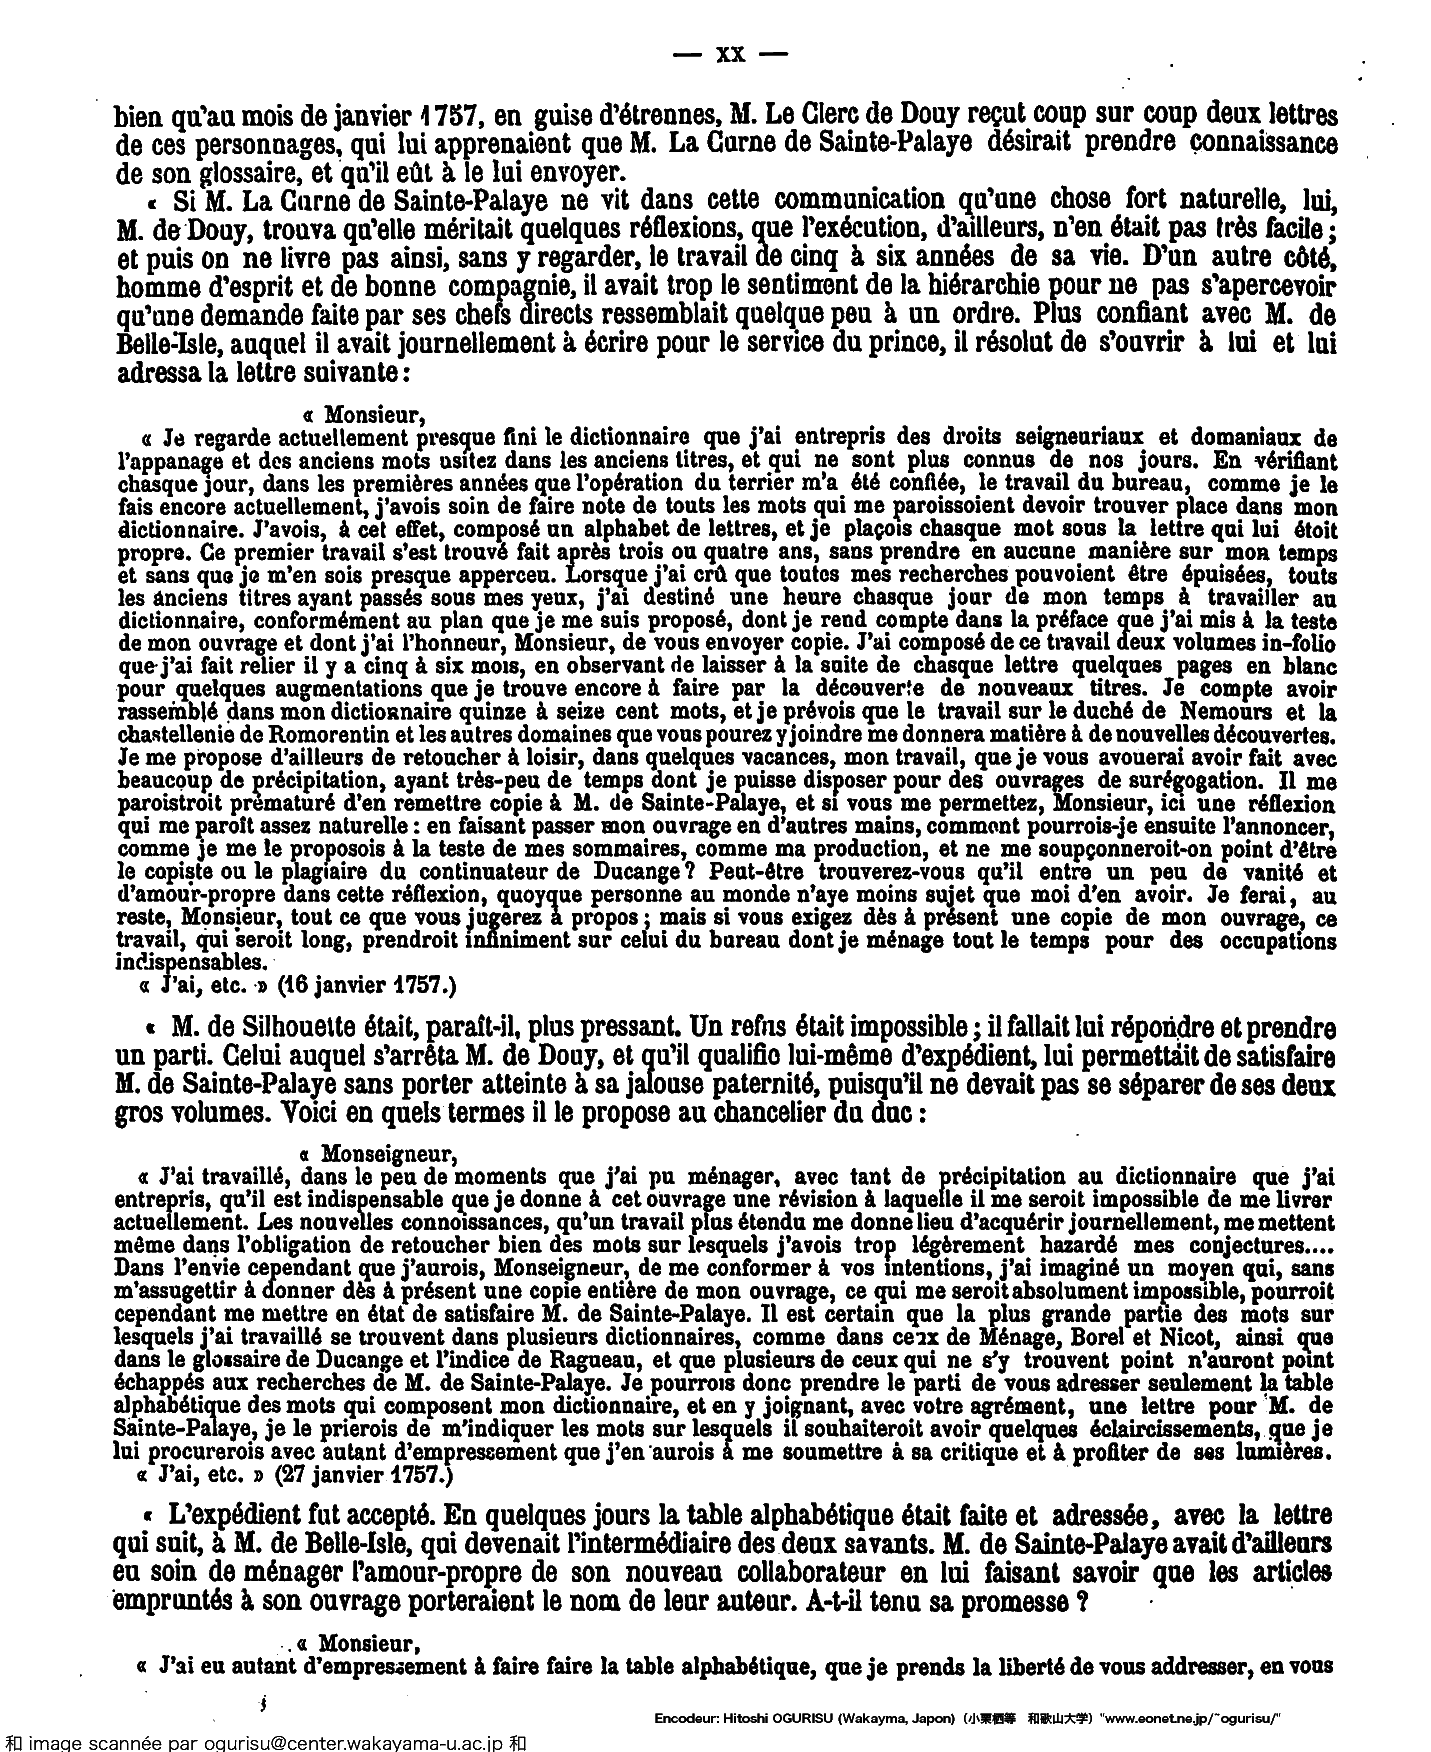 — XX —
bien qu'au mois de janvier 1757, en guise d'étrennes, M. Le Clerc de Douy reçut coup sur coup deux lettres
de ces personnages, qui lui apprenaient que M. La Curne de Sainte-Palaye désirait prendre connaissance
de son glossaire, et qu'il eût à le lui envoyer.
« Si M. La Curne de Sainte-Palaye ne vit dans cette communication qu'une chose fort naturelle, lui,
M. de Douy, trouva qu'elle méritait quelques réflexions, que l'exécution, d'ailleurs, n'en était pas très facile ;
et puis on ne livre pas ainsi, sans y regarder, le travail de cinq à six années de sa vie. D'un autre côté,
homme d'esprit et de bonne compagnie, il avait trop le sentiment de la hiérarchie pour ne pas s'apercevoir
qu'une demande faite par ses chefs directs ressemblait quelque peu à un ordre. Plus confiant avec M. de
Belle-Isle, auquel il avait journellement à écrire pour le service du prince, il résolut de s'ouvrir à lui et lui
adressa la lettre suivante :
« Monsieur,
« Je regarde actuellement presque fini le dictionnaire que j'ai entrepris des droits seigneuriaux et domaniaux de
l'appanage et des anciens mots usitez dans les anciens titres, et qui ne sont plus connus de nos jours. En vérifiant
chasque jour, dans les premières années que l'opération du terrier m'a été confiée, le travail du bureau, comme je le
fais encore actuellement, j'avois soin de faire note de touts les mots qui me paroissoient devoir trouver place dans mon
dictionnaire. J'avois, à cet effet, composé un alphabet de lettres, et je plaçois chasque mot sous la lettre qui lui étoit
propre. Ce premier travail s'est trouvé fait après trois ou quatre ans, sans prendre en aucune manière sur mon temps
et sans que je m'en sois presque apperceu. Lorsque j'ai crû que toutes mes recherches pouvoient être épuisées, touts
les anciens titres ayant passés sous mes yeux, j'ai destiné une heure chasque jour de mon temps à travailler au
dictionnaire, conformément au plan que je me suis proposé, dont je rend compte dans la préface que j'ai mis à la teste
de mon ouvrage et dont j'ai l'honneur, Monsieur, de vous envoyer copie. J'ai composé de ce travail deux volumes in-folio
que j'ai fait relier il y a cinq à six mois, en observant de laisser à la suite de chasque lettre quelques pages en blanc
pour quelques augmentations que je trouve encore à faire par la découverte de nouveaux titres. Je compte avoir
rassemblé dans mon dictionnaire quinze à seize cent mots, et je prévois que le travail sur le duché de Nemours et la
chastellenie de Romorentin et les autres domaines que vous pourez y joindre me donnera matière à de nouvelles découvertes.
Je me propose d'ailleurs de retoucher à loisir, dans quelques vacances, mon travail, que je vous avouerai avoir fait avec
beaucoup de précipitation, ayant très-peu de temps dont je puisse disposer pour des ouvrages de surégogation. Il me
paroistroit prématuré d'en remettre copie à M. de Sainte-Palaye, et si vous me permettez, Monsieur, ici une réflexion
qui me paroît assez naturelle : en faisant passer mon ouvrage en d'autres mains, comment pourrois-je ensuite l'annoncer,
comme je me le proposois à la teste de mes sommaires, comme ma production, et ne me soupçonneroit-on point d'être
le copiste ou le plagiaire du continuateur de Ducange ? Peut-être trouverez-vous qu'il entre un peu de vanité et
d'amour-propre dans cette réflexion, quoyque personne au monde n'aye moins sujet que moi d'en avoir. Je ferai, au
reste, Monsieur, tout ce que vous jugerez à propos ; mais si vous exigez dès à présent une copie de mon ouvrage, ce
travail, qui seroit long, prendroit infiniment sur celui du bureau dont je ménage tout le temps pour des occupations
indispensables.
« J'ai, etc. » (16 janvier 1757.)
« M. de Silhouette était, paraît-il, plus pressant. Un refus était impossible ; il fallait lui répondre et prendre
un parti. Celui auquel s'arrêta M. de Douy, et qu'il qualifie lui-même d'expédient, lui permettait de satisfaire
M. de Sainte-Palaye sans porter atteinte à sa jalouse paternité, puisqu'il ne devait pas se séparer de ses deux
gros volumes. Voici en quels termes il le propose au chancelier du duc :
« Monseigneur,
« J'ai travaillé, dans le peu de moments que j'ai pu ménager, avec tant de précipitation au dictionnaire que j'ai
entrepris, qu'il est indispensable que je donne à cet ouvrage une révision à laquelle il me seroit impossible de me livrer
actuellement. Les nouvelles connoissances, qu'un travail plus étendu me donne lieu d'acquérir journellement, me mettent
même dans l'obligation de retoucher bien des mots sur lesquels j'avois trop légèrement hazardé mes conjectures....
Dans l'envie cependant que j'aurois, Monseigneur, de me conformer à vos intentions, j'ai imaginé un moyen qui, sans
m'assugettir à donner dès à présent une copie entière de mon ouvrage, ce qui me seroit absolument impossible, pourroit
cependant me mettre en état de satisfaire M. de Sainte-Palaye. Il est certain que la plus grande partie des mots sur
lesquels j'ai travaillé se trouvent dans plusieurs dictionnaires, comme dans ceux de Ménage, Borel et Nicot, ainsi que
dans le glossaire de Ducange et l'indice de Ragueau, et que plusieurs de ceux qui ne s'y trouvent point n'auront point
échappés aux recherches de M. de Sainte-Palaye. Je pourrois donc prendre le parti de vous adresser seulement la table
alphabétique des mots qui composent mon dictionnaire, et en y joignant, avec votre agrément, une lettre pour M. de
Sainte-Palaye, je le prierois de m'indiquer les mots sur lesquels il souhaiteroit avoir quelques éclaircissements, que je
lui procurerois avec autant d'empressement que j'en aurois à me soumettre à sa critique et à profiter de ses lumières.
« J'ai, etc. » (27 janvier 1757.)
« L'expédient fut accepté. En quelques jours la table alphabétique était faite et adressée, avec la lettre
qui suit, à M. de Belle-Isle, qui devenait l'intermédiaire des deux savants. M. de Sainte-Palaye avait d'ailleurs
eu soin de ménager l'amour-propre de son nouveau collaborateur en lui faisant savoir que les articles
empruntés à son ouvrage porteraient le nom de leur auteur. A-t-il tenu sa promesse ?
« Monsieur,
« J'ai eu autant d'empressement à faire faire la table alphabétique, que je prends la liberté de vous addresser, en vous
Encodeur: Hitoshi OGURISU (Wakayma, Japon) (小栗栖等 和歌山大学) "www.eonet.ne.jp/~ogurisu/"
和 image scannée par ogurisu@center.wakayama-u.ac.jp 和